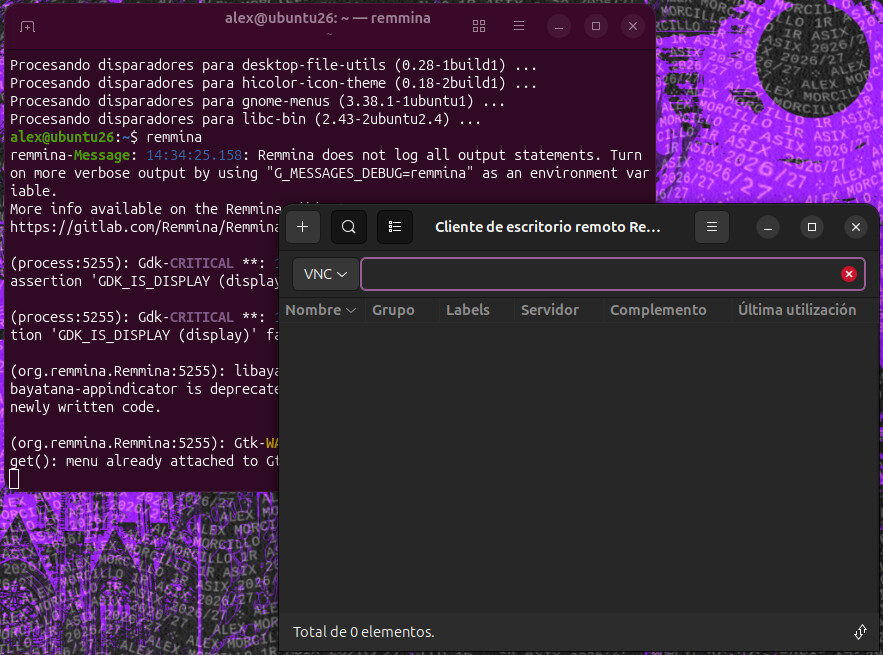 alex@ubuntu26: ~ — remmina
~
Procesando disparadores para desktop-file-utils (0.28-1build1) ...
Procesando disparadores para hicolor-icon-theme (0.18-2build1) ...
Procesando disparadores para gnome-menus (3.38.1-1ubuntu1) ...
Procesando disparadores para libc-bin (2.43-2ubuntu2.4) ...
alex@ubuntu26:~$ remmina
remmina-Message: 14:34:25.158: Remmina does not log all output statements. Turn
on more verbose output by using "G_MESSAGES_DEBUG=remmina" as an environment var
iable.
More info available on the Remmina
https://gitlab.com/Remmina/Remmina
(process:5255): Gdk-CRITICAL **:
assertion 'GDK_IS_DISPLAY (display
(process:5255): Gdk-CRITICAL **:
tion 'GDK_IS_DISPLAY (display)' fa
(org.remmina.Remmina:5255): libaya
bayatana-appindicator is deprecate
newly written code.
(org.remmina.Remmina:5255): Gtk-WA
get(): menu already attached to Gt
Cliente de escritorio remoto Re...
VNC
Nombre Grupo Labels Servidor Complemento Última utilización
Total de 0 elementos.
ALEX MORCILLO 1R ASIX 2026/27